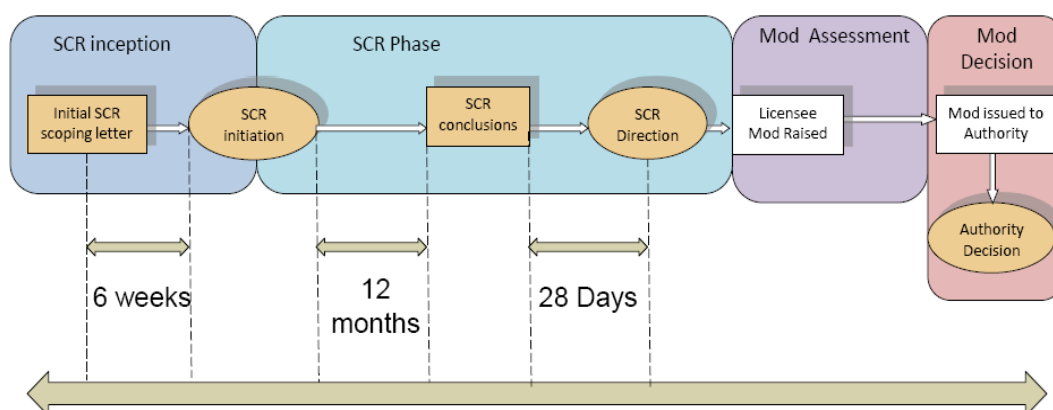 SCR inception
SCR Phase
Mod Assessment
Mod
Decision
Initial SCR
scoping letter
SCR
initiation
SCR
conclusions
SCR
Direction
Licensee
Mod Raised
Mod issued to
Authority
Authority
Decision
6 weeks
12
months
28 Days